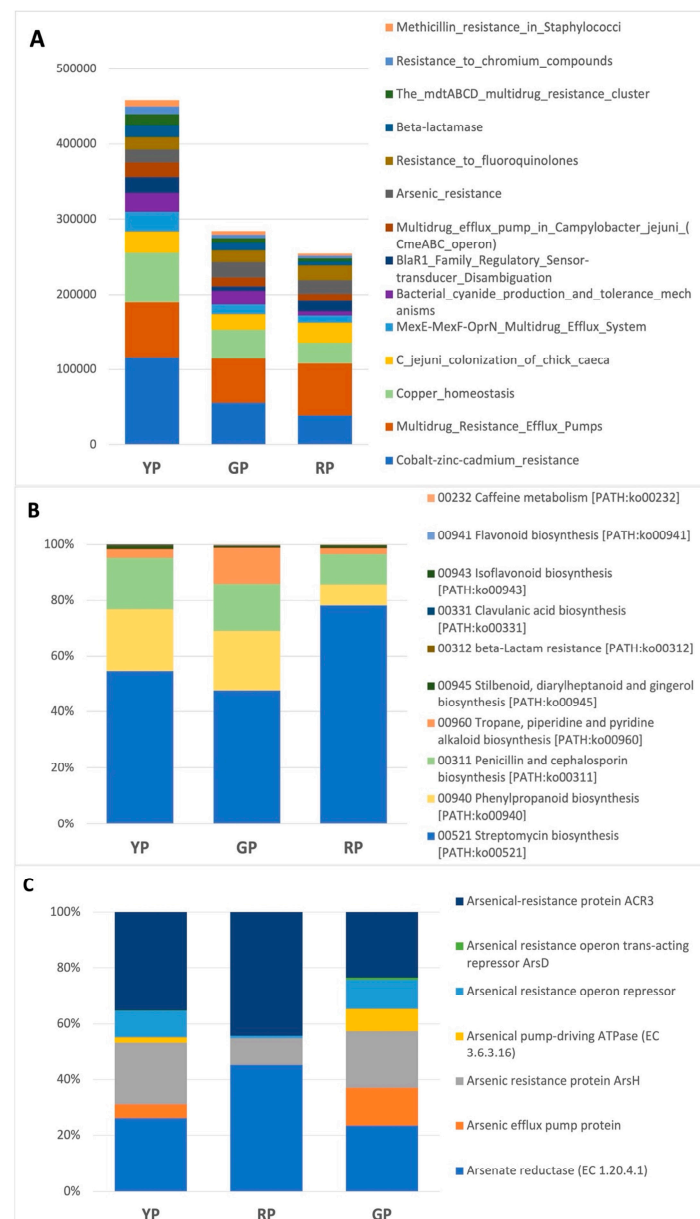 A
500000
400000
300000
200000
100000
0
YP
GP
RP
Methicillin_resistance_in_Staphylococci
Resistance_to_chromium_compounds
The_mdtABCD_multidrug_resistance_cluster
Beta-lactamase
Resistance_to_fluoroquinolones
Arsenic_resistance
Multidrug_efflux_pump_in_Campylobacter_jejuni_(
CmeABC_operon)
BlaR1_Family_Regulatory_Sensor-
transducer_Disambiguation
Bacterial_cyanide_production_and_tolerance_mech
anisms
MexE-MexF-OprN_Multidrug_Efflux_System
C_jejuni_colonization_of_chick_caeca
Copper_homeostasis
Multidrug_Resistance_Efflux_Pumps
Cobalt-zinc-cadmium_resistance
B
100%
80%
60%
40%
20%
0%
YP
GP
RP
00232 Caffeine metabolism [PATH:ko00232]
00941 Flavonoid biosynthesis [PATH:ko00941]
00943 Isoflavonoid biosynthesis
[PATH:ko00943]
00331 Clavulanic acid biosynthesis
[PATH:ko00331]
00312 beta-Lactam resistance [PATH:ko00312]
00945 Stilbenoid, diarylheptanoid and gingerol
biosynthesis [PATH:ko00945]
00960 Tropane, piperidine and pyridine
alkaloid biosynthesis [PATH:ko00960]
00311 Penicillin and cephalosporin
biosynthesis [PATH:ko00311]
00940 Phenylpropanoid biosynthesis
[PATH:ko00940]
00521 Streptomycin biosynthesis
[PATH:ko00521]
C
100%
80%
60%
40%
20%
0%
YP
RP
GP
Arsenical-resistance protein ACR3
Arsenical resistance operon trans-acting
repressor ArsD
Arsenical resistance operon repressor
Arsenical pump-driving ATPase (EC
3.6.3.16)
Arsenic resistance protein ArsH
Arsenic efflux pump protein
Arsenate reductase (EC 1.20.4.1)